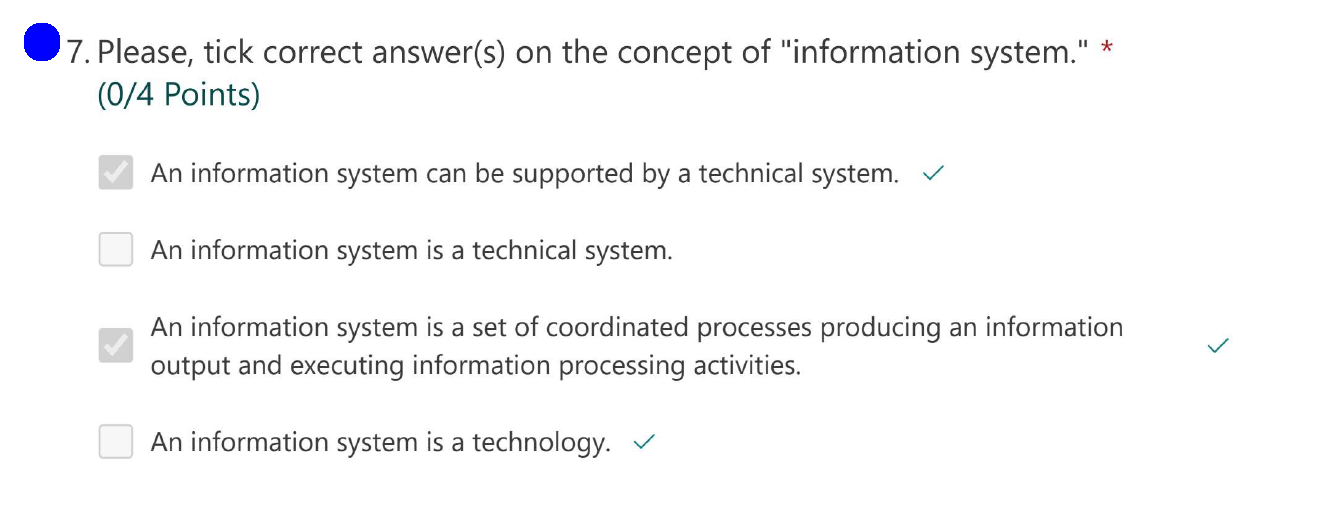 7. Please, tick correct answer(s) on the concept of "information system." *
(0/4 Points)
An information system can be supported by a technical system.
An information system is a technical system.
An information system is a set of coordinated processes producing an information
output and executing information processing activities.
An information system is a technology.